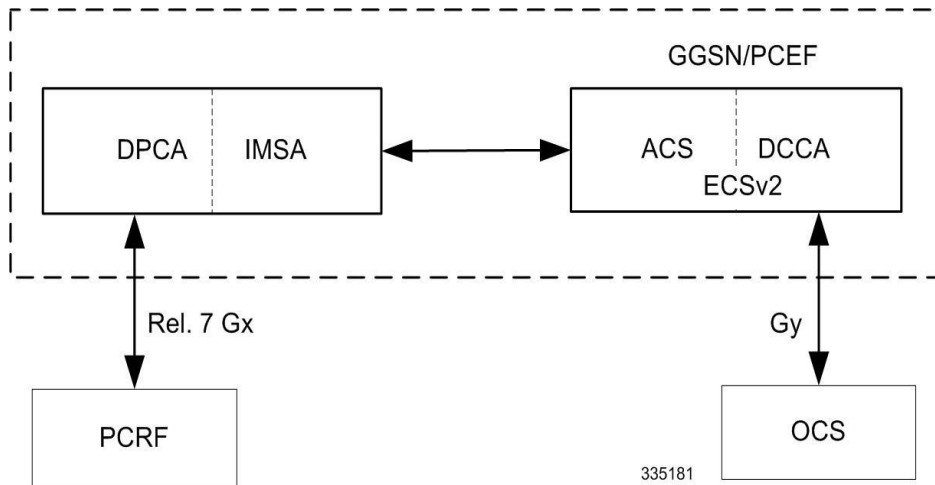 GGSN/PCEF
DPCA IMSA
ACS DCCA
ECSv2
Rel. 7 Gx
Gy
PCRF
OCS
335181